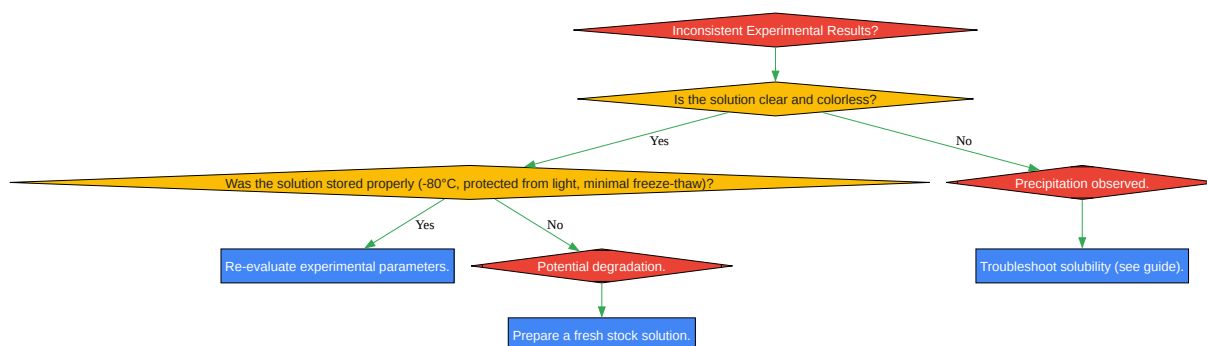 Inconsistent Experimental Results?
Is the solution clear and colorless?
Yes
No
Was the solution stored properly (-80°C, protected from light, minimal freeze-thaw)?
Precipitation observed.
Yes
No
Re-evaluate experimental parameters.
Potential degradation.
Troubleshoot solubility (see guide).
Prepare a fresh stock solution.